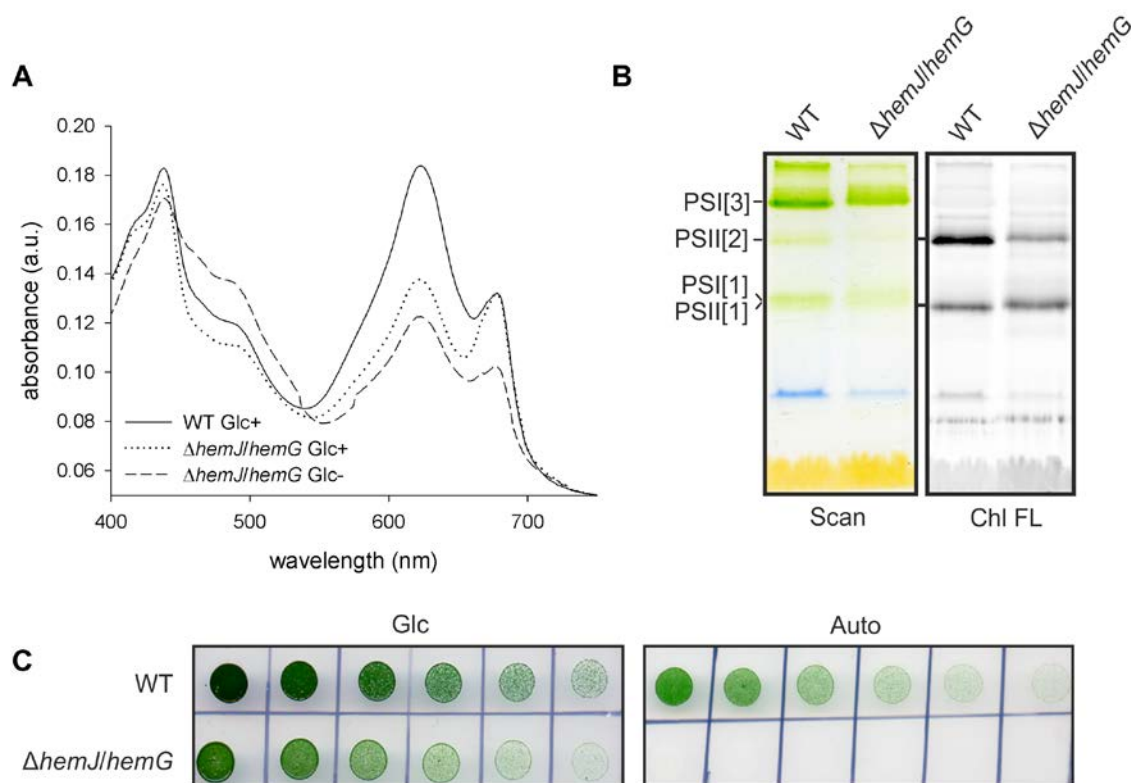 A
absorbance (a.u.)
0.20
0.18
0.16
0.14
0.12
0.10
0.08
0.06
WT Glc+
ΔhemJ/hemG Glc+
ΔhemJ/hemG Glc-
400 500 600 700
wavelength (nm)
B
WT ΔhemJ/hemG WT ΔhemJ/hemG
PSI[3]
PSII[2]
PSI[1]
PSII[1]
Scan Chl FL
C
Glc Auto
WT
ΔhemJ/hemG